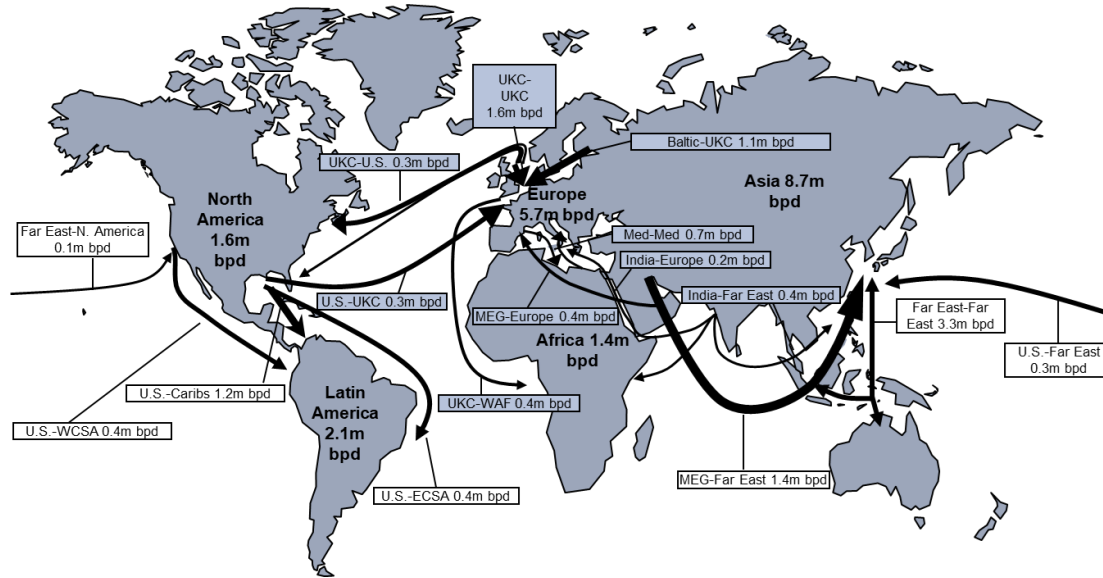 UKC-
UKC
1.6m bpd
UKC-U.S. 0.3m bpd
Baltic-UKC 1.1m bpd
North
America
1.6m
bpd
Europe
5.7m bpd
Asia 8.7m
bpd
Far East-N. America
0.1m bpd
Med-Med 0.7m bpd
India-Europe 0.2m bpd
U.S.-UKC 0.3m bpd
MEG-Europe 0.4m bpd
India-Far East 0.4m bpd
Far East-Far
East 3.3m bpd
Africa 1.4m
bpd
U.S.-Far East
0.3m bpd
U.S.-Caribs 1.2m bpd
Latin
America
2.1m
bpd
UKC-WAF 0.4m bpd
U.S.-WCSA 0.4m bpd
U.S.-ECSA 0.4m bpd
MEG-Far East 1.4m bpd